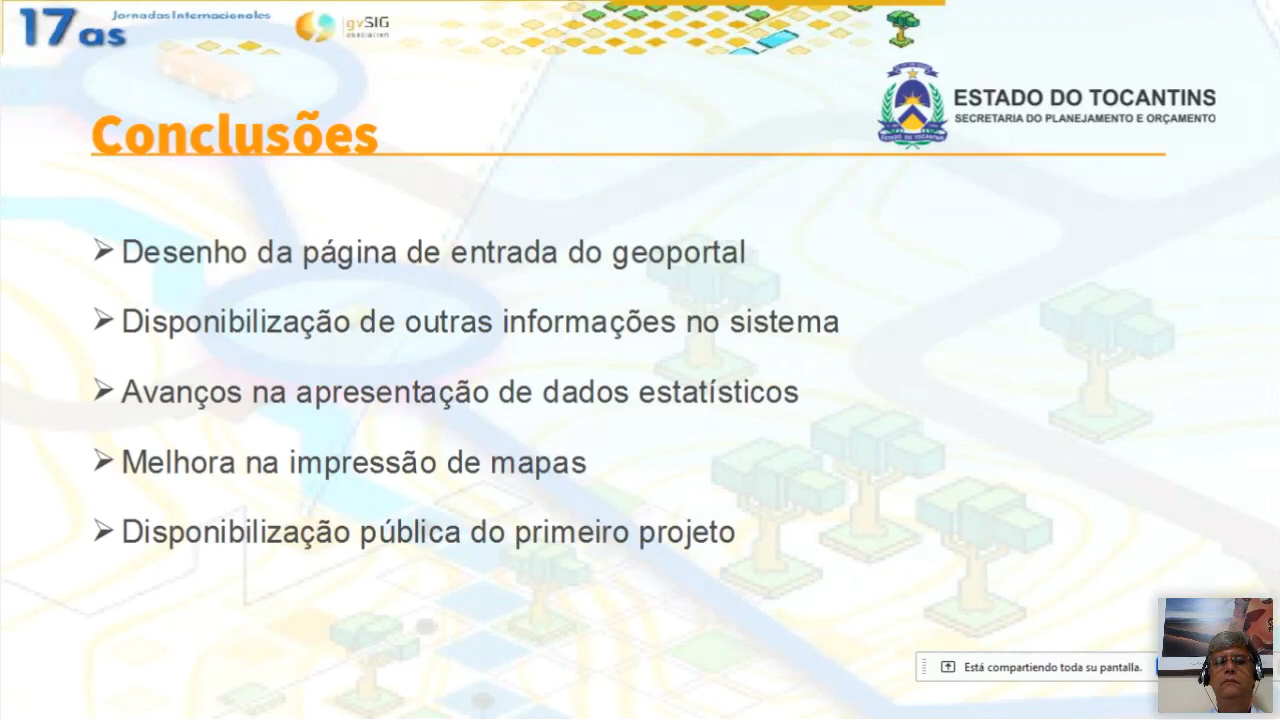 Jornadas Internacionales
17as
gvSIG
association
ESTADO DO TOCANTINS
SECRETARIA DO PLANEJAMENTO E ORÇAMENTO
Conclusões
Desenho da página de entrada do geoportal
Disponibilização de outras informações no sistema
Avanços na apresentação de dados estatísticos
Melhora na impressão de mapas
Disponibilização pública do primeiro projeto
Está compartiendo toda su pantalla.